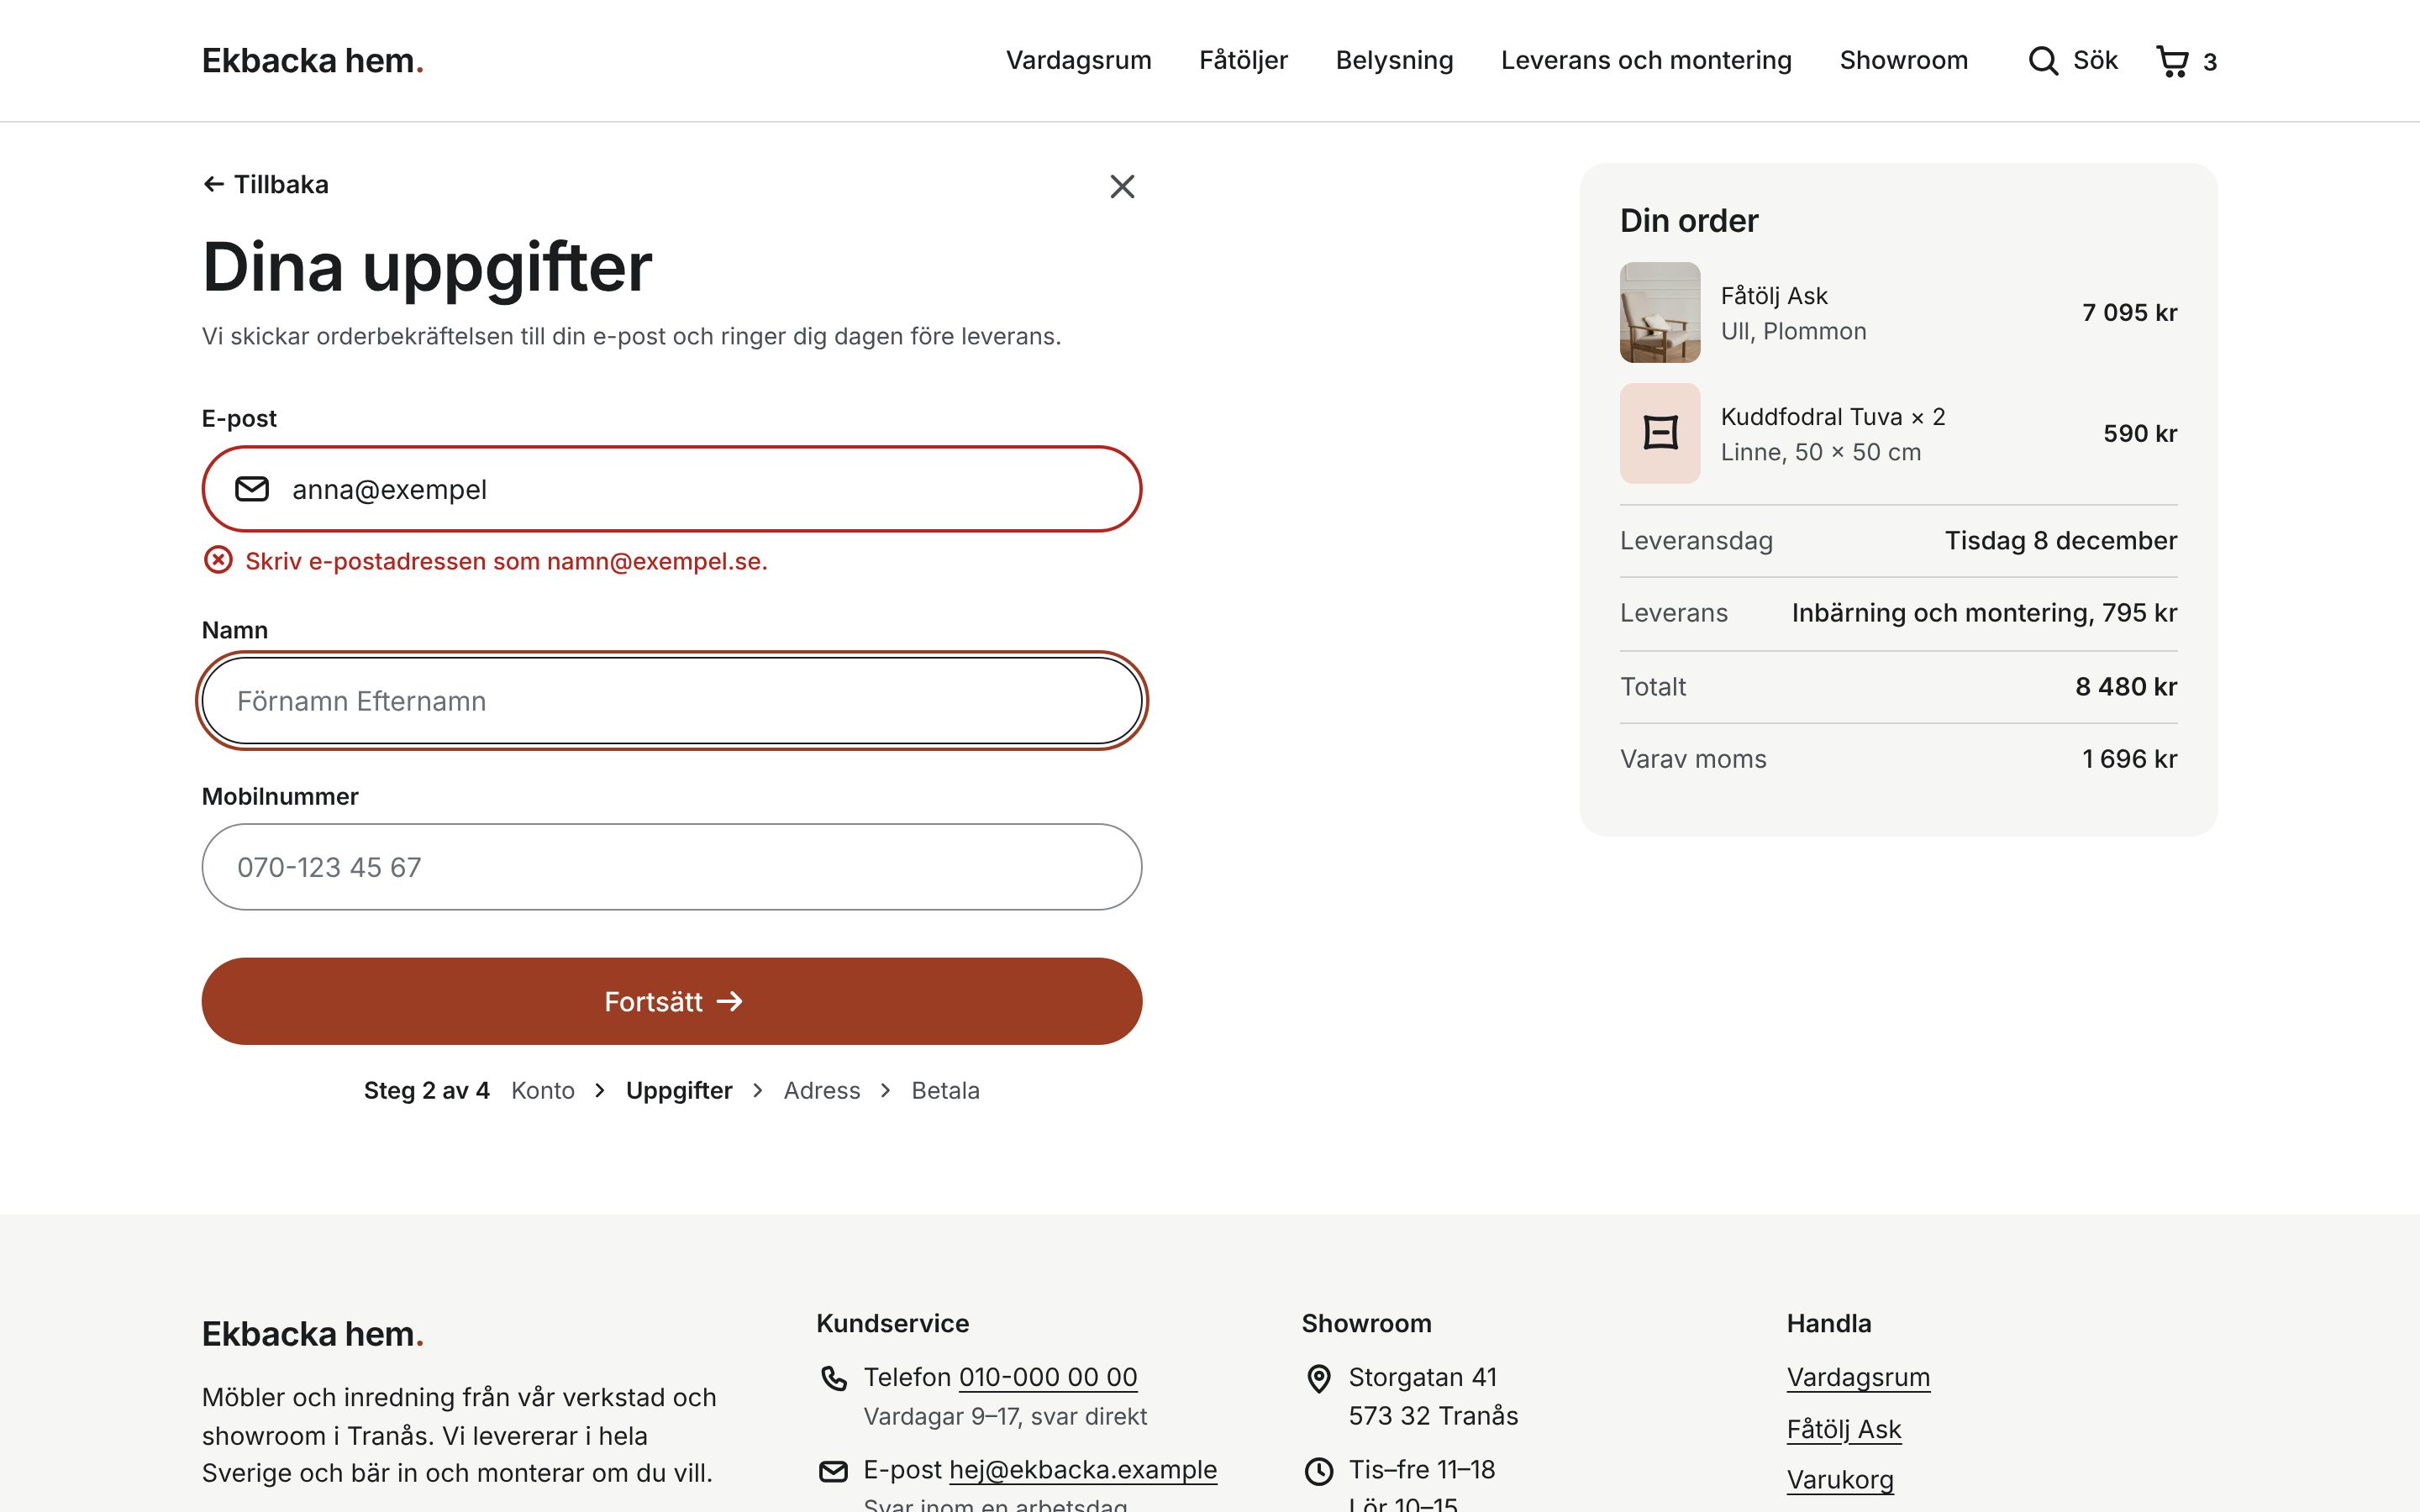 Ekbacka hem.
Vardagsrum
Fåtöljer
Belysning
Leverans och montering
Showroom
Sök
3
Tillbaka
Dina uppgifter
Vi skickar orderbekräftelsen till din e-post och ringer dig dagen före leverans.
E-post
anna@exempel
Skriv e-postadressen som namn@exempel.se.
Namn
Förnamn Efternamn
Mobilnummer
070-123 45 67
Fortsätt
Steg 2 av 4 Konto Uppgifter Adress Betala
Din order
Fåtölj Ask
Ull, Plommon
7 095 kr
Kuddfodral Tuva × 2
Linne, 50 × 50 cm
590 kr
Leveransdag Tisdag 8 december
Leverans Inbärning och montering, 795 kr
Totalt 8 480 kr
Varav moms 1 696 kr
Ekbacka hem.
Möbler och inredning från vår verkstad och
showroom i Tranås. Vi levererar i hela
Sverige och bär in och monterar om du vill.
Kundservice
Telefon 010-000 00 00
Vardagar 9–17, svar direkt
E-post hej@ekbacka.example
Svar inom en arbetsdag
Showroom
Storgatan 41
573 32 Tranås
Tis–fre 11–18
Lör 10–15
Handla
Vardagsrum
Fåtölj Ask
Varukorg